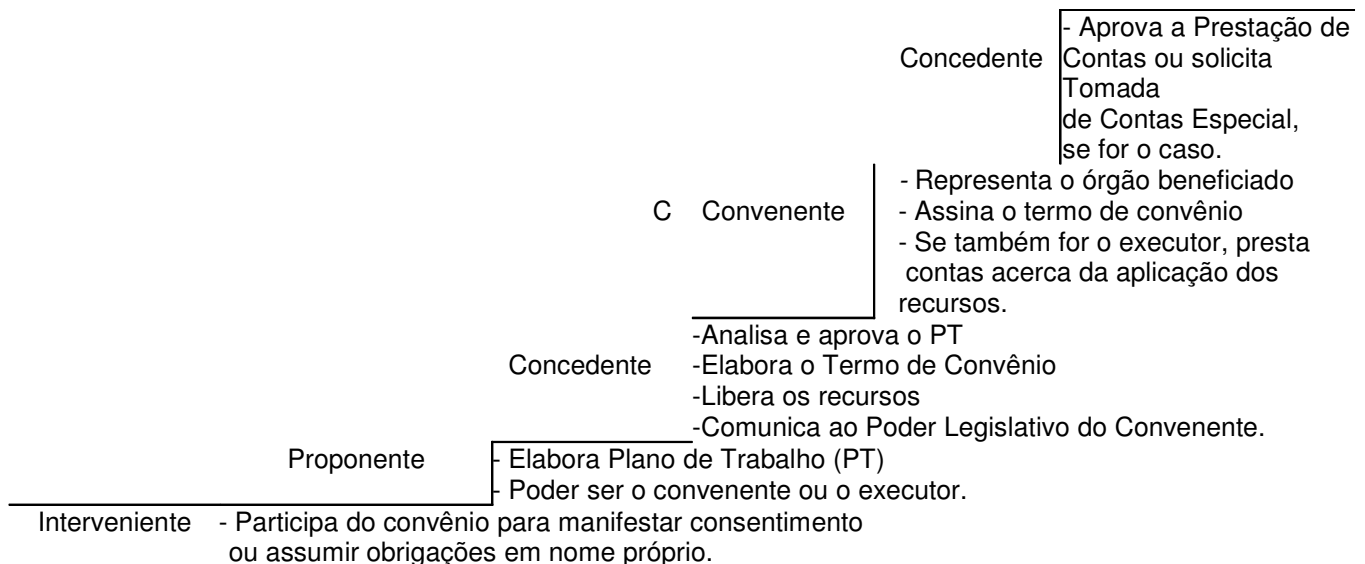 - Aprova a Prestação de
Concedente Contas ou solicita
Tomada
de Contas Especial,
se for o caso.
- Representa o órgão beneficiado
C Convenente - Assina o termo de convênio
- Se também for o executor, presta
contas acerca da aplicação dos
recursos.
-Analisa e aprova o PT
Concedente -Elabora o Termo de Convênio
-Libera os recursos
-Comunica ao Poder Legislativo do Convenente.
Proponente - Elabora Plano de Trabalho (PT)
- Poder ser o convenente ou o executor.
Interveniente - Participa do convênio para manifestar consentimento
ou assumir obrigações em nome próprio.